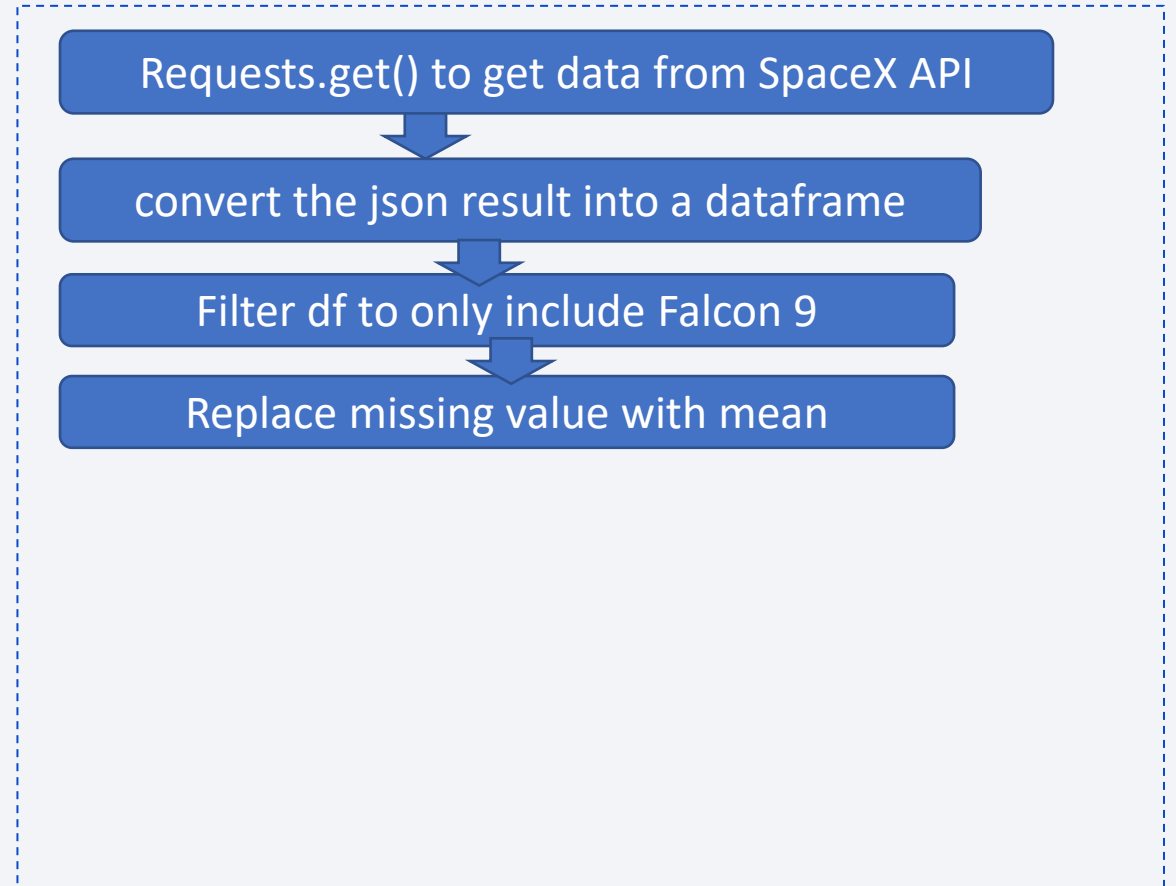 Requests.get() to get data from SpaceX API
convert the json result into a dataframe
Filter df to only include Falcon 9
Replace missing value with mean